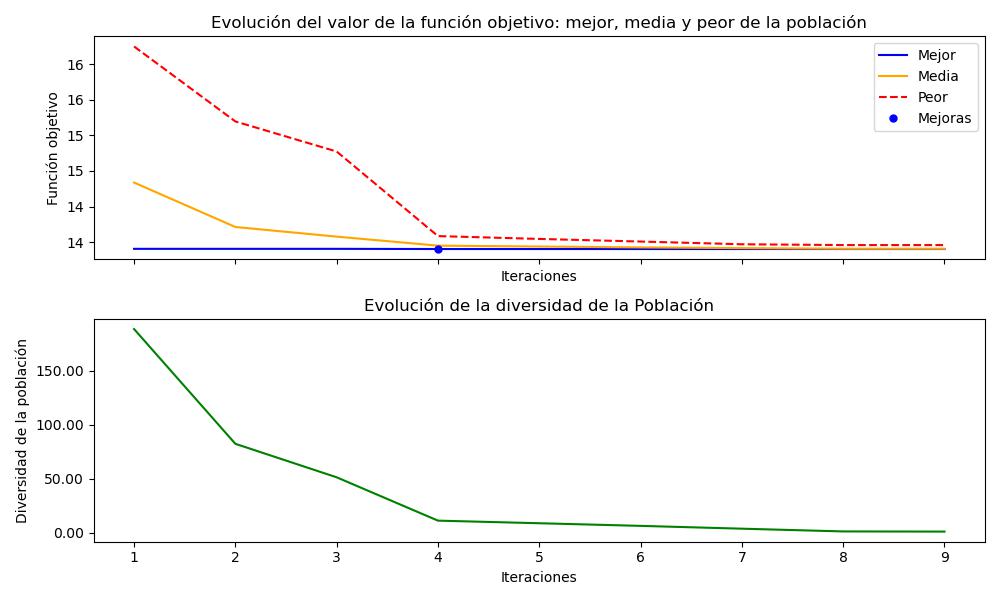 Evolución del valor de la función objetivo: mejor, media y peor de la población
Función objetivo
16
16
15
15
14
14
Mejor
Media
Peor
Mejoras
Iteraciones
Evolución de la diversidad de la Población
Diversidad de la población
150.00
100.00
50.00
0.00
1 2 3 4 5 6 7 8 9
Iteraciones